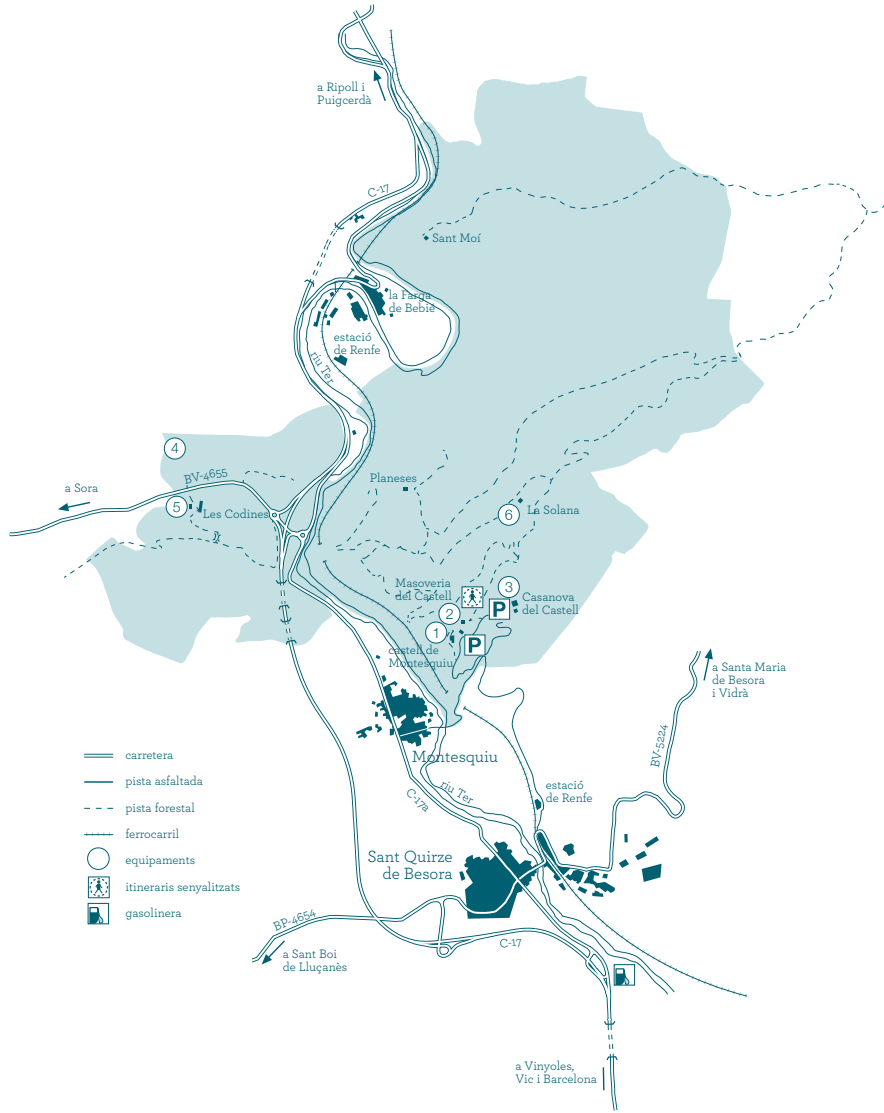 a Ripoll i
Puigcerdà
C-17
Sant Moí
la Farga
de Bebié
estació
de Renfe
riu Ter
4
BV-4655
a Sora
Planeses
5
Les Codines
6
La Solana
Masoveria
del Castell
3
Casanova
del Castell
P
2
1
P
castell de
Montesquiu
a Santa Maria
de Besora
i Vidrà
BV-5224
carretera
pista asfaltada
pista forestal
ferrocarril
equipaments
itineraris senyalitzats
gasolinera
Montesquiu
riu Ter
C-17a
estació
de Renfe
Sant Quirze
de Besora
BP-4654
a Sant Boi
de Lluçanès
C-17
a Vinyoles,
Vic i Barcelona